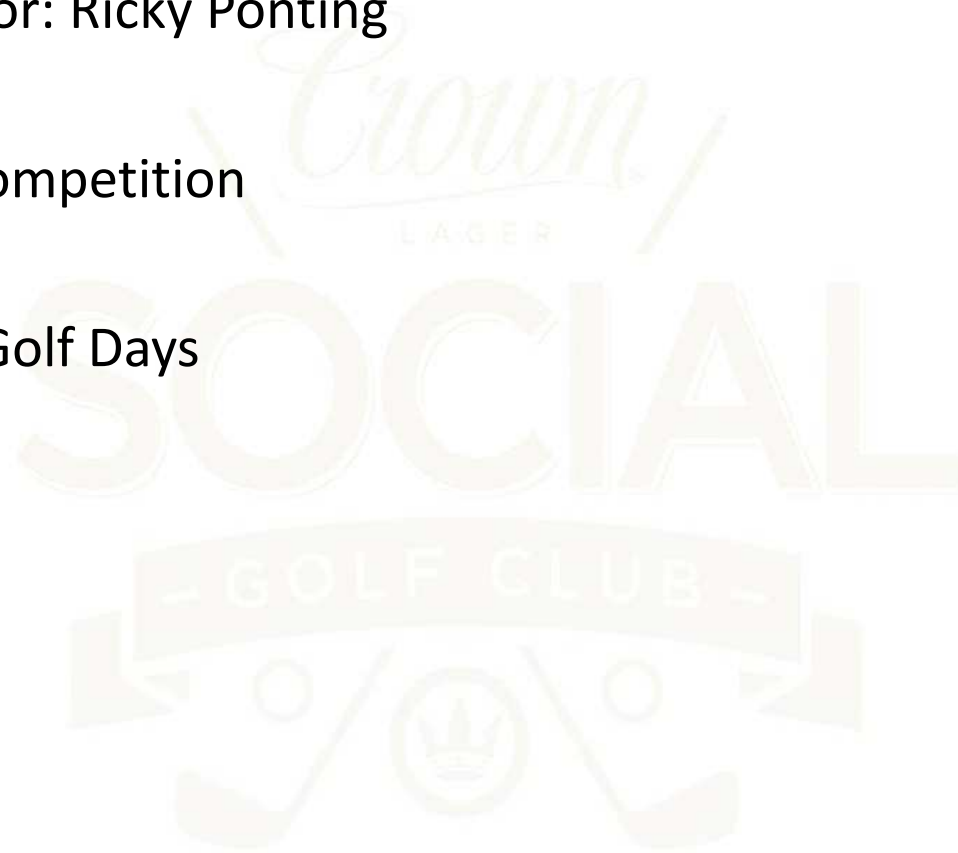 or: Ricky Ponting
ompetition
Golf Days
Crown
LAGER
SOCIAL
- GOLF CLUB -